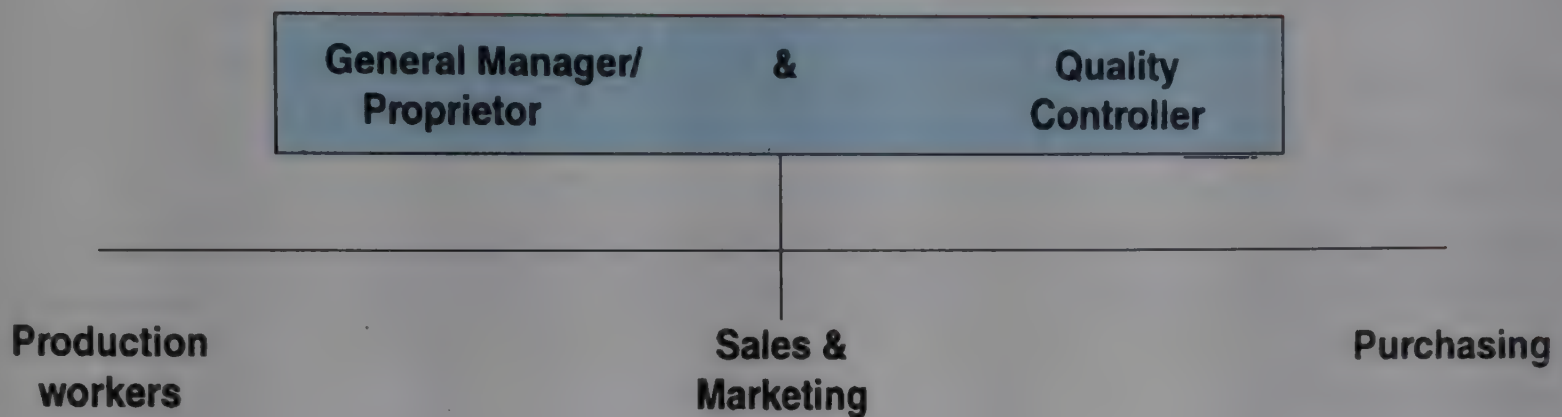 General Manager/ & Quality
Proprietor Controller
Production Sales & Purchasing
workers Marketing